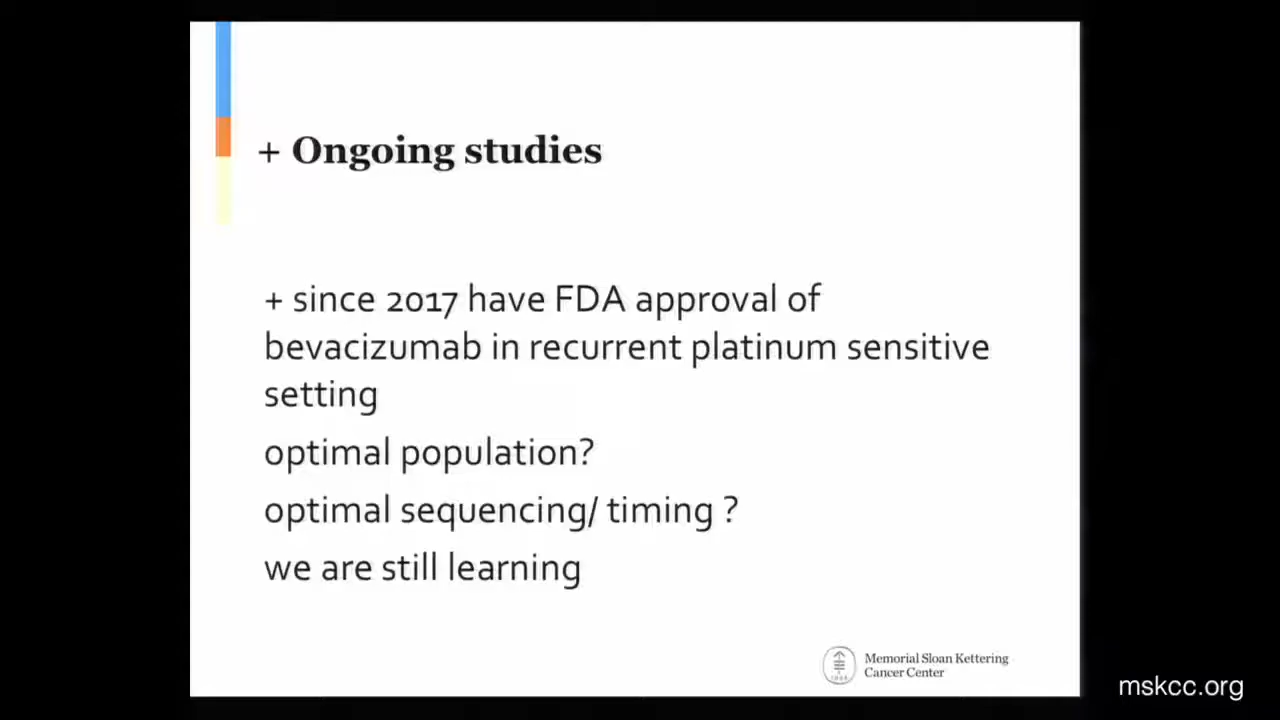 + Ongoing studies
+ since 2017 have FDA approval of
bevacizumab in recurrent platinum sensitive
setting
optimal population?
optimal sequencing/ timing ?
we are still learning
Memorial Sloan Kettering
Cancer Center
mskcc.org